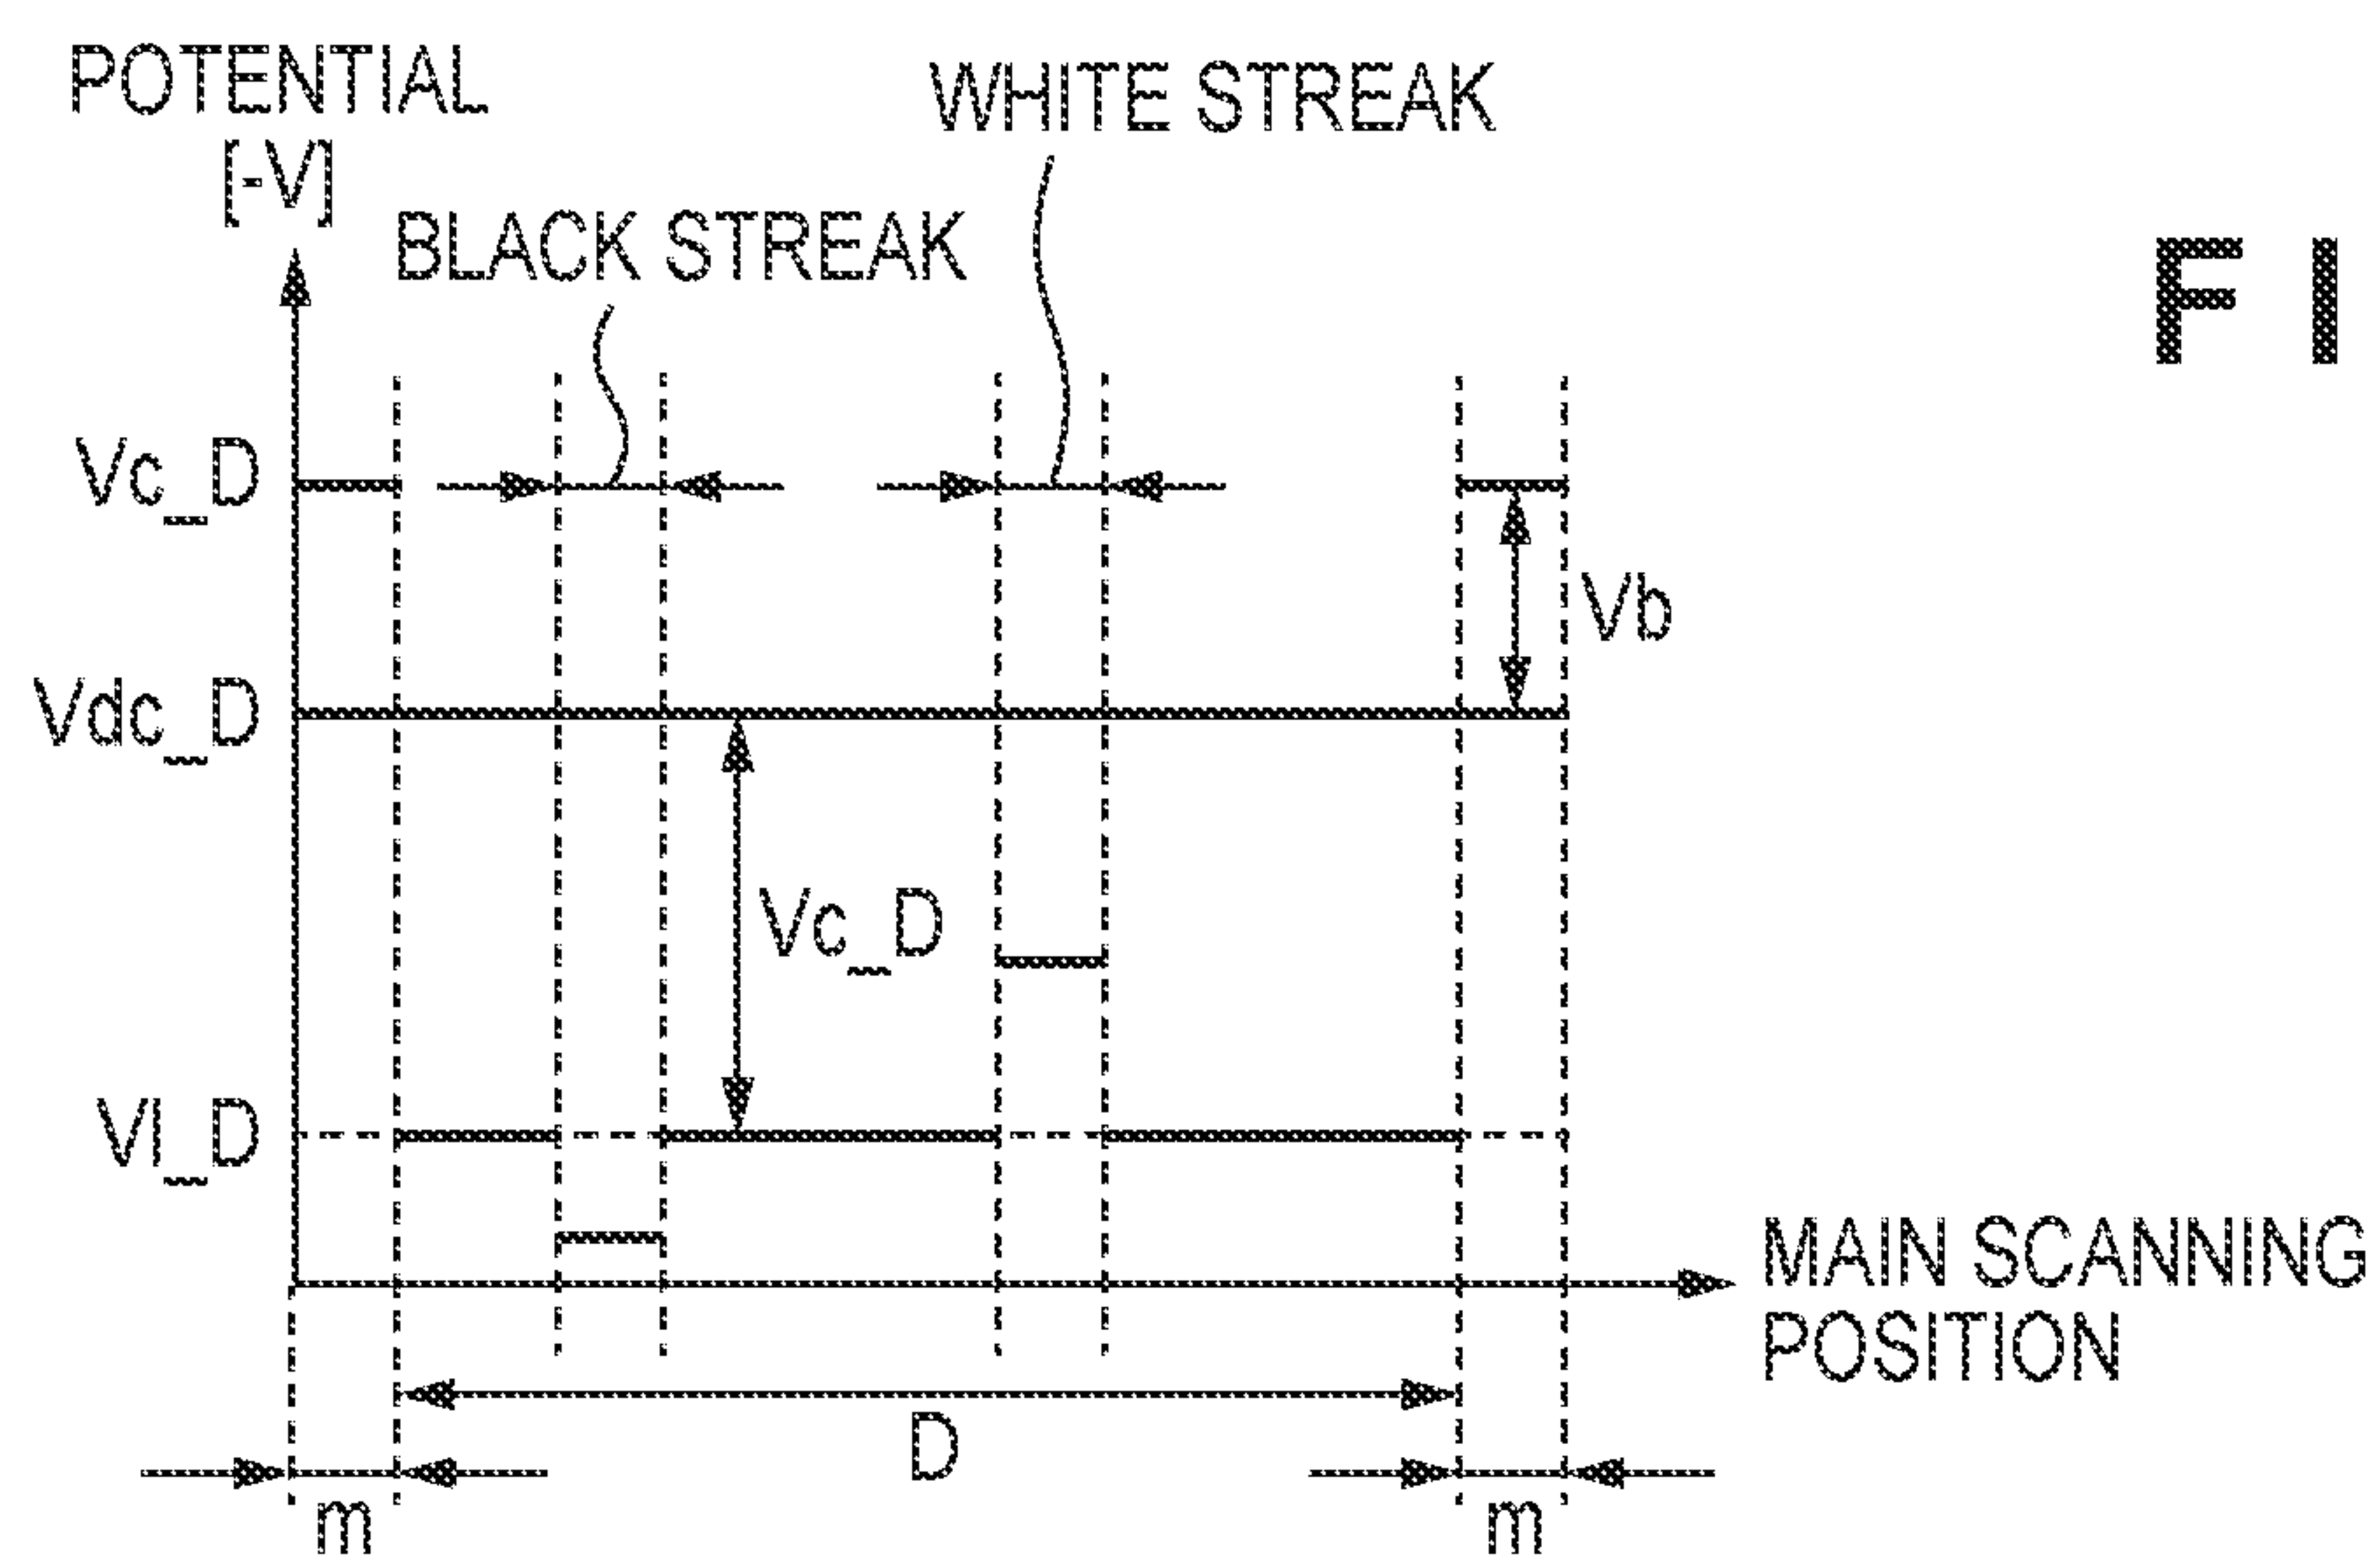 POTENTIAL
[-V]
WHITE STREAK
BLACK STREAK
F I
Vc_D
Vb
Vdc_D
Vc_D
Vl_D
MAIN SCANNING
POSITION
D
m
m